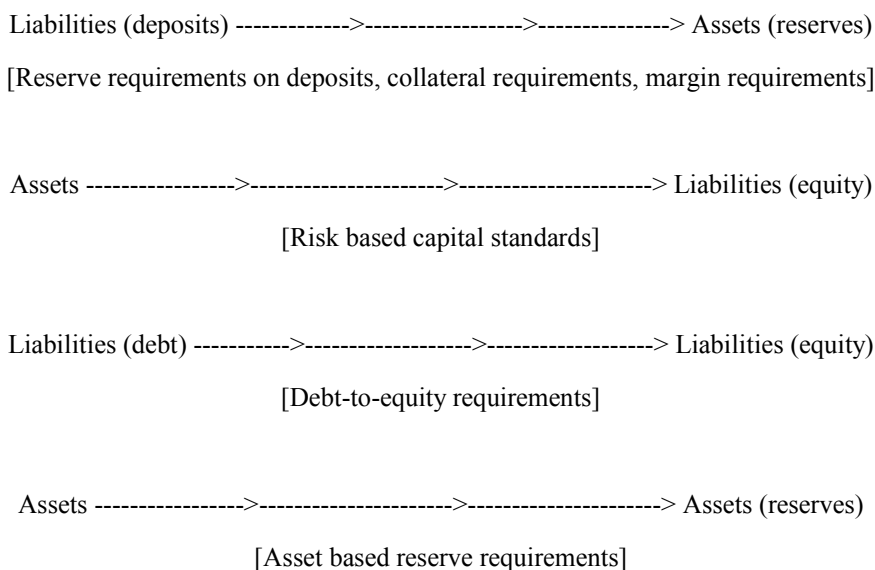 Liabilities (deposits) ------------->------------------->---------------> Assets (reserves)
[Reserve requirements on deposits, collateral requirements, margin requirements]
Assets ----------------->---------------------->----------------------> Liabilities (equity)
[Risk based capital standards]
Liabilities (debt) ----------->------------------->-------------------> Liabilities (equity)
[Debt-to-equity requirements]
Assets ----------------->---------------------->----------------------> Assets (reserves)
[Asset based reserve requirements]